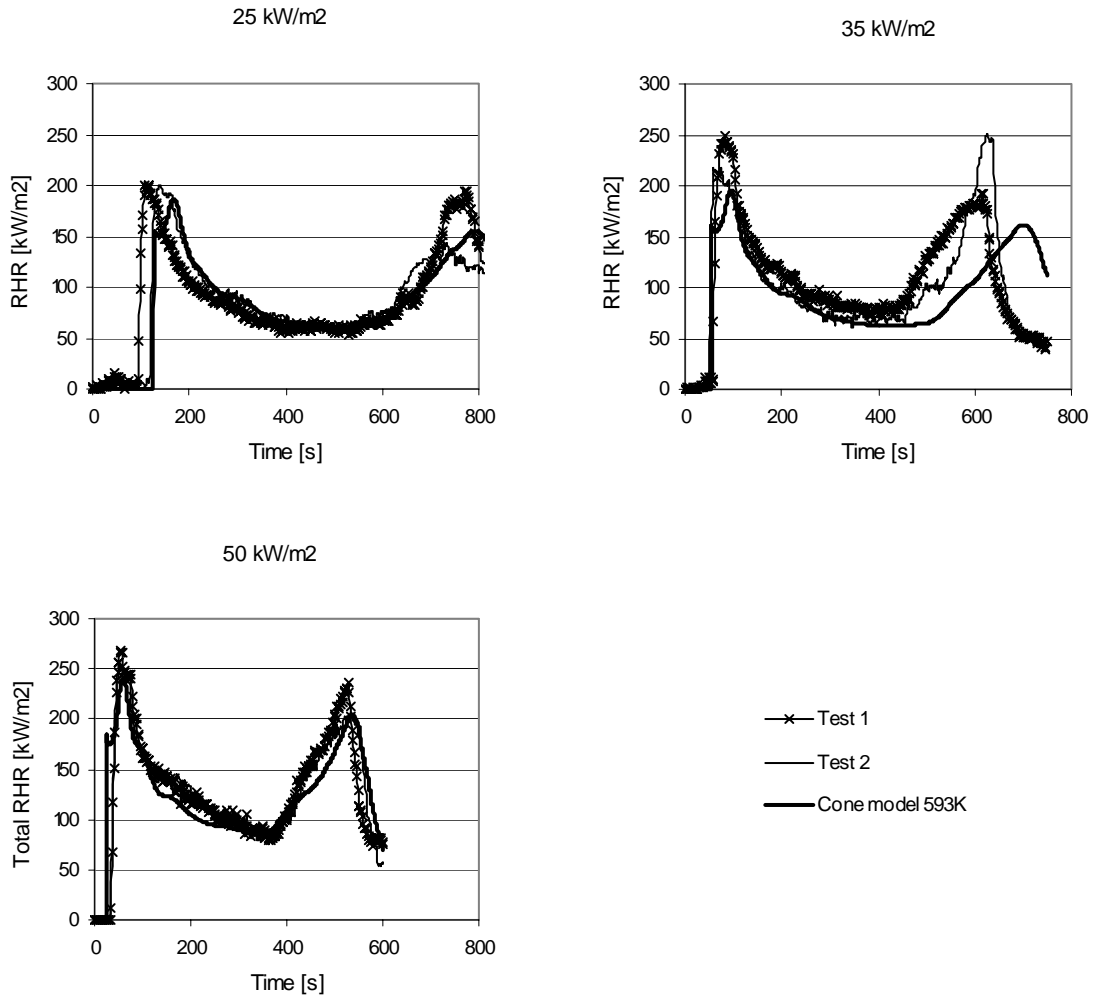 25 kW/m2
300
250
200
150
100
50
0
RHR [kW/m2]
0 200 400 600 800
Time [s]
35 kW/m2
300
250
200
150
100
50
0
RHR [kW/m2]
0 200 400 600 800
Time [s]
50 kW/m2
300
250
200
150
100
50
0
Total RHR [kW/m2]
0 200 400 600 800
Time [s]
Test 1
Test 2
Cone model 593K